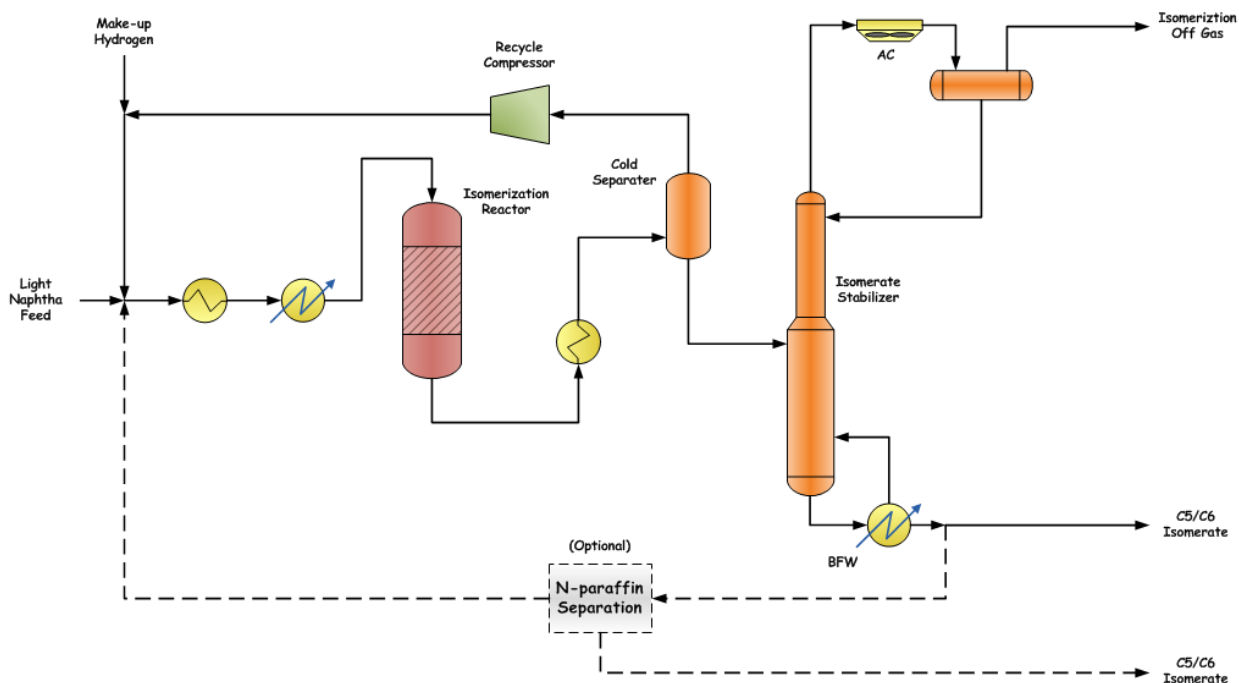 Make-up
Hydrogen
Recycle
Compressor
AC
Isomeriztion
Off Gas
Cold
Separater
Isomerization
Reactor
Light
Naphtha
Feed
Isomerate
Stabilizer
BFW
C5/C6
Isomerate
(Optional)
N-paraffin
Separation
C5/C6
Isomerate